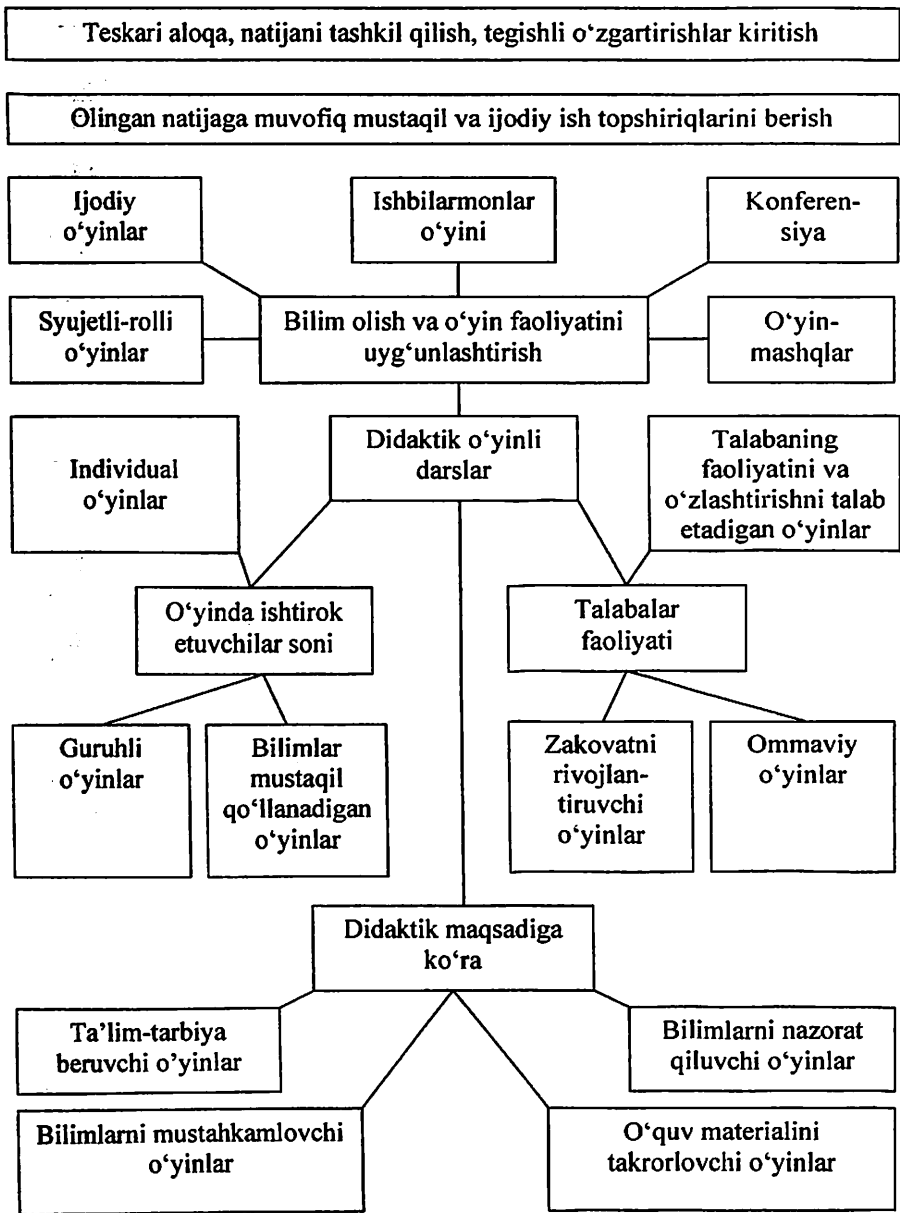 Teskari aloqa, natijani tashkil qilish, tegishli o‘zgartirishlar kiritish
Olingan natijaga muvofiq mustaqil va ijodiy ish topshiriqlarini berish
Ijodiy
o‘yinlar
Ishbilarmonlar
o‘yini
Konferen-
siya
Syujetli-rolli
o‘yinlar
Bilim olish va o‘yin faoliyatini
uyg‘unlashtirish
O‘yin-
mashqlar
Individual
o‘yinlar
Didaktik o‘yinli
darslar
Talabaning
faoliyatini va
o‘zlashtirishni talab
etadigan o‘yinlar
O‘yinda ishtirok
etuvchilar soni
Talabalar
faoliyati
Guruhli
o‘yinlar
Bilimlar
mustaqil
qo‘llanadigan
o‘yinlar
Zakovatni
rivojlan-
tiruvchi
o‘yinlar
Ommaviy
o‘yinlar
Didaktik maqsadiga
ko‘ra
Ta’lim-tarbiya
beruvchi o’yinlar
Bilimlarni nazorat
qiluvchi o‘yinlar
Bilimlarni mustahkamlovchi
o‘yinlar
O‘quv materialini
takrorlovchi o‘yinlar